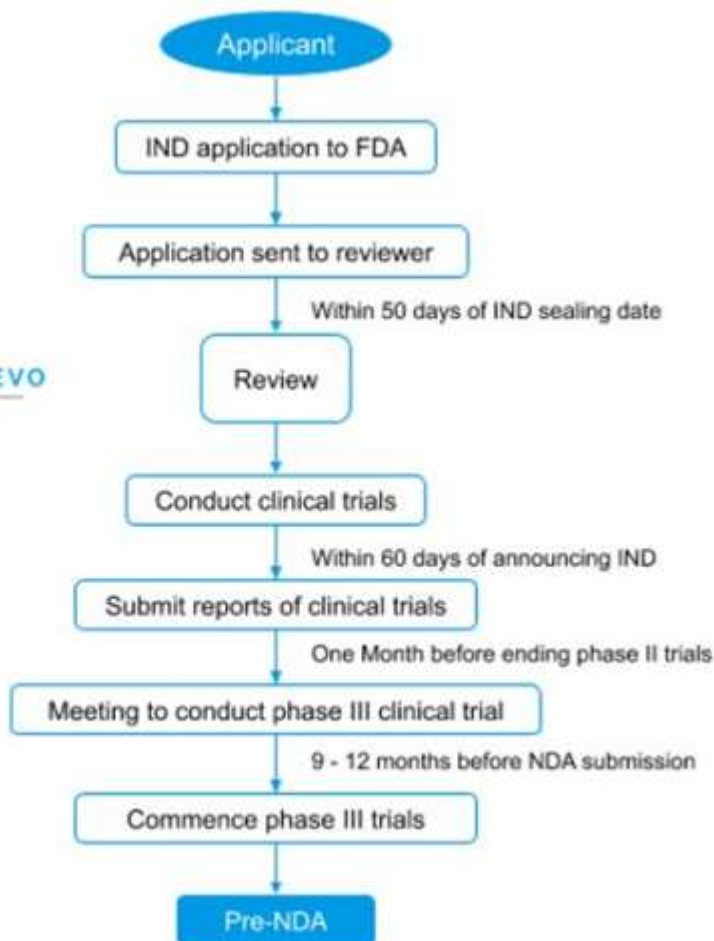 Applicant
IND application to FDA
Application sent to reviewer
Within 50 days of IND sealing date
EVO
Review
Conduct clinical trials
Within 60 days of announcing IND
Submit reports of clinical trials
One Month before ending phase II trials
Meeting to conduct phase III clinical trial
9 - 12 months before NDA submission
Commence phase III trials
Pre-NDA